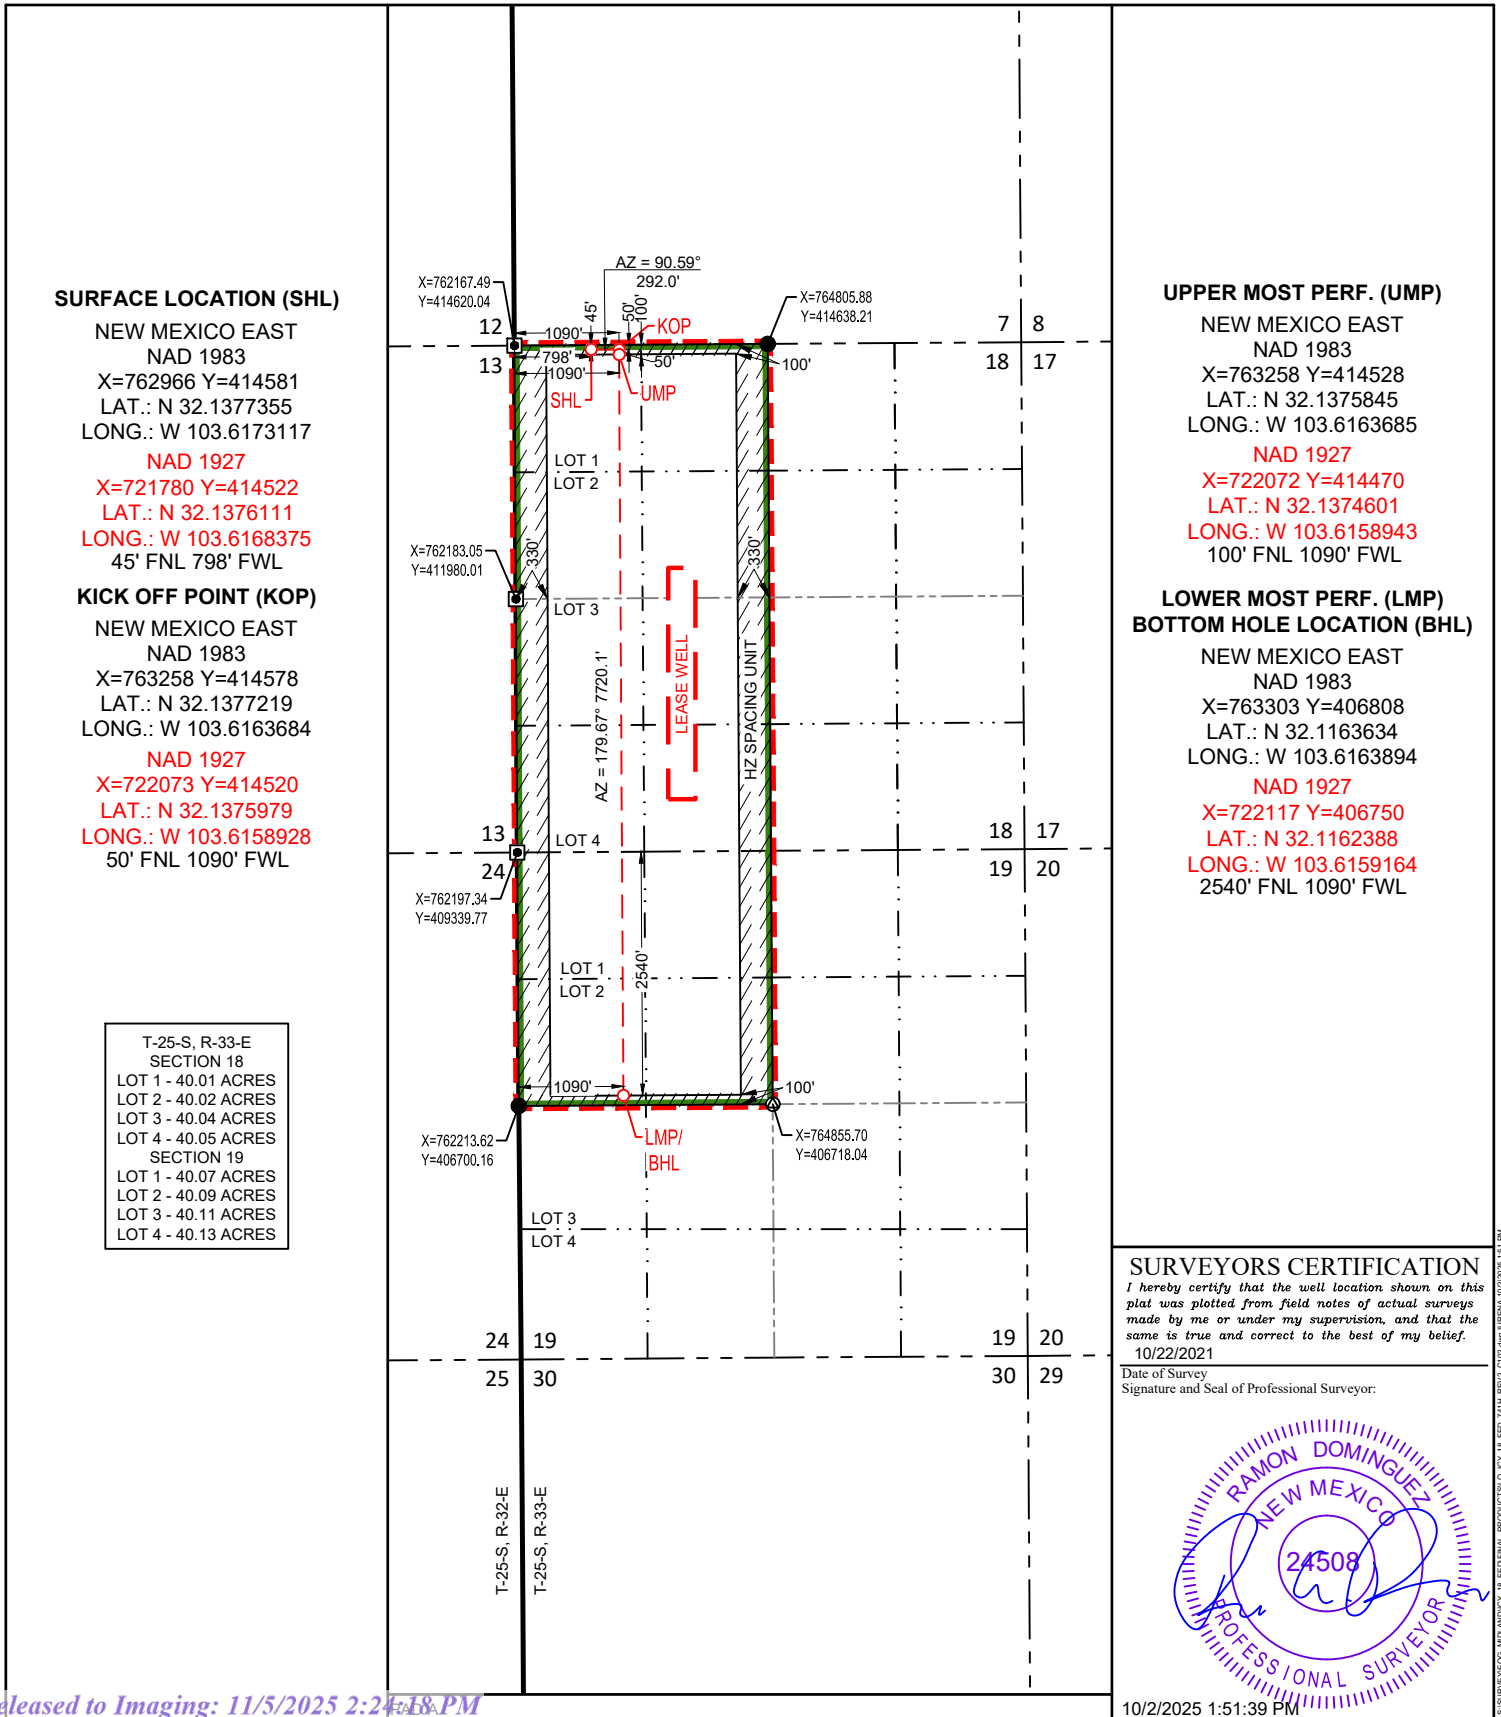 SURFACE LOCATION (SHL)
NEW MEXICO EAST
NAD 1983
X=762966 Y=414581
LAT.: N 32.1377355
LONG.: W 103.6173117
NAD 1927
X=721780 Y=414522
LAT.: N 32.1376111
LONG.: W 103.6168375
45' FNL 798' FWL
KICK OFF POINT (KOP)
NEW MEXICO EAST
NAD 1983
X=763258 Y=414578
LAT.: N 32.1377219
LONG.: W 103.6163684
NAD 1927
X=722073 Y=414520
LAT.: N 32.1375979
LONG.: W 103.6158928
50' FNL 1090' FWL
T-25-S, R-33-E
SECTION 18
LOT 1 - 40.01 ACRES
LOT 2 - 40.02 ACRES
LOT 3 - 40.04 ACRES
LOT 4 - 40.05 ACRES
SECTION 19
LOT 1 - 40.07 ACRES
LOT 2 - 40.09 ACRES
LOT 3 - 40.11 ACRES
LOT 4 - 40.13 ACRES
AZ = 90.59°
292.0'
X=762167.49
Y=414620.04
X=764805.88
Y=414638.21
45'
50'
100'
KOP
12
1090'
7 8
13
798'
50'
100'
18 17
1090'
SHL
UMP
LOT 1
LOT 2
X=762183.05
Y=411980.01
330'
330'
LOT 3
AZ = 179.67° 7720.1'
LEASE WELL
HZ SPACING UNIT
13
LOT 4
18 17
24
19 20
X=762197.34
Y=409339.77
2540'
LOT 1
LOT 2
1090'
100'
X=762213.62
Y=406700.16
LMP/
BHL
X=764855.70
Y=406718.04
LOT 3
LOT 4
24 19
19 20
25 30
30 29
T-25-S, R-32-E
T-25-S, R-33-E
UPPER MOST PERF. (UMP)
NEW MEXICO EAST
NAD 1983
X=763258 Y=414528
LAT.: N 32.1375845
LONG.: W 103.6163685
NAD 1927
X=722072 Y=414470
LAT.: N 32.1374601
LONG.: W 103.6158943
100' FNL 1090' FWL
LOWER MOST PERF. (LMP)
BOTTOM HOLE LOCATION (BHL)
NEW MEXICO EAST
NAD 1983
X=763303 Y=406808
LAT.: N 32.1163634
LONG.: W 103.6163894
NAD 1927
X=722117 Y=406750
LAT.: N 32.1162388
LONG.: W 103.6159164
2540' FNL 1090' FWL
SURVEYORS CERTIFICATION
I hereby certify that the well location shown on this
plat was plotted from field notes of actual surveys
made by me or under my supervision, and that the
same is true and correct to the best of my belief.
10/22/2021
Date of Survey
Signature and Seal of Professional Surveyor:
RAMON DOMINGUEZ
NEW MEXICO
24508
PROFESSIONAL SURVEYOR
10/2/2025 1:51:39 PM
eleased to Imaging: 11/5/2025 2:24:18 PM